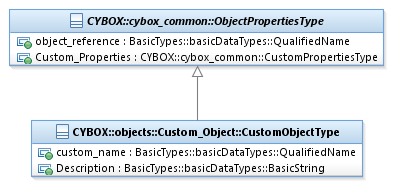 CYBOX::cybox_common::ObjectPropertiesType
object_reference : BasicTypes::basicDataTypes::QualifiedName
Custom_Properties : CYBOX::cybox_common::CustomPropertiesType
CYBOX::objects::Custom_Object::CustomObjectType
custom_name : BasicTypes::basicDataTypes::QualifiedName
Description : BasicTypes::basicDataTypes::BasicString